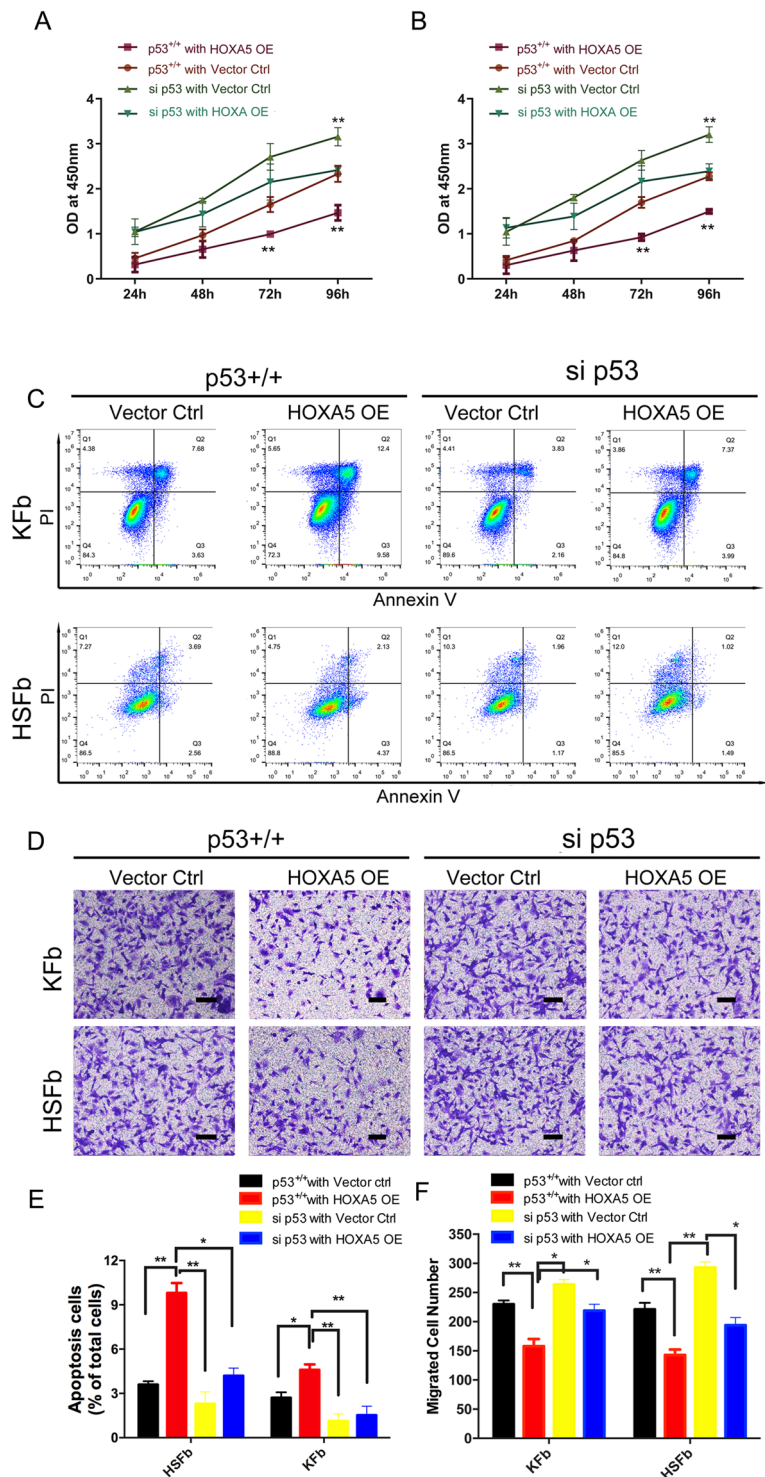 A
p53+/+ with HOXA5 OE
p53+/+ with Vector Ctrl
si p53 with Vector Ctrl
si p53 with HOXA OE
OD at 450nm
4
3
2
1
0
24h
48h
72h
96h
**
**
**
B
p53+/+ with HOXA5 OE
p53+/+ with Vector Ctrl
si p53 with Vector Ctrl
si p53 with HOXA OE
OD at 450nm
4
3
2
1
0
24h
48h
72h
96h
**
**
**
C
p53+/+
si p53
Vector Ctrl
HOXA5 OE
Vector Ctrl
HOXA5 OE
KFb
PI
Q1
4.38
Q2
7.68
Q4
84.3
Q3
3.63
Q1
5.65
Q2
12.4
Q4
72.3
Q3
9.58
Q1
4.41
Q2
3.83
Q4
89.6
Q3
2.16
Q1
3.86
Q2
7.37
Q4
84.8
Q3
3.99
Annexin V
HSFb
PI
Q1
7.27
Q2
3.69
Q4
86.5
Q3
2.56
Q1
4.75
Q2
2.13
Q4
88.8
Q3
4.37
Q1
10.3
Q2
1.96
Q4
86.5
Q3
1.17
Q1
12.0
Q2
1.02
Q4
85.5
Q3
1.49
Annexin V
D
p53+/+
si p53
Vector Ctrl
HOXA5 OE
Vector Ctrl
HOXA5 OE
KFb
HSFb
E
p53+/+ with Vector ctrl
p53+/+ with HOXA5 OE
si p53 with Vector Ctrl
si p53 with HOXA5 OE
Apoptosis cells
(% of total cells)
12
9
6
3
0
**
**
*
*
**
**
HSFb
KFb
F
p53+/+ with Vector ctrl
p53+/+ with HOXA5 OE
si p53 with Vector Ctrl
si p53 with HOXA5 OE
Migrated Cell Number
350
300
250
200
150
100
50
0
**
*
*
**
**
*
KFb
HSFb